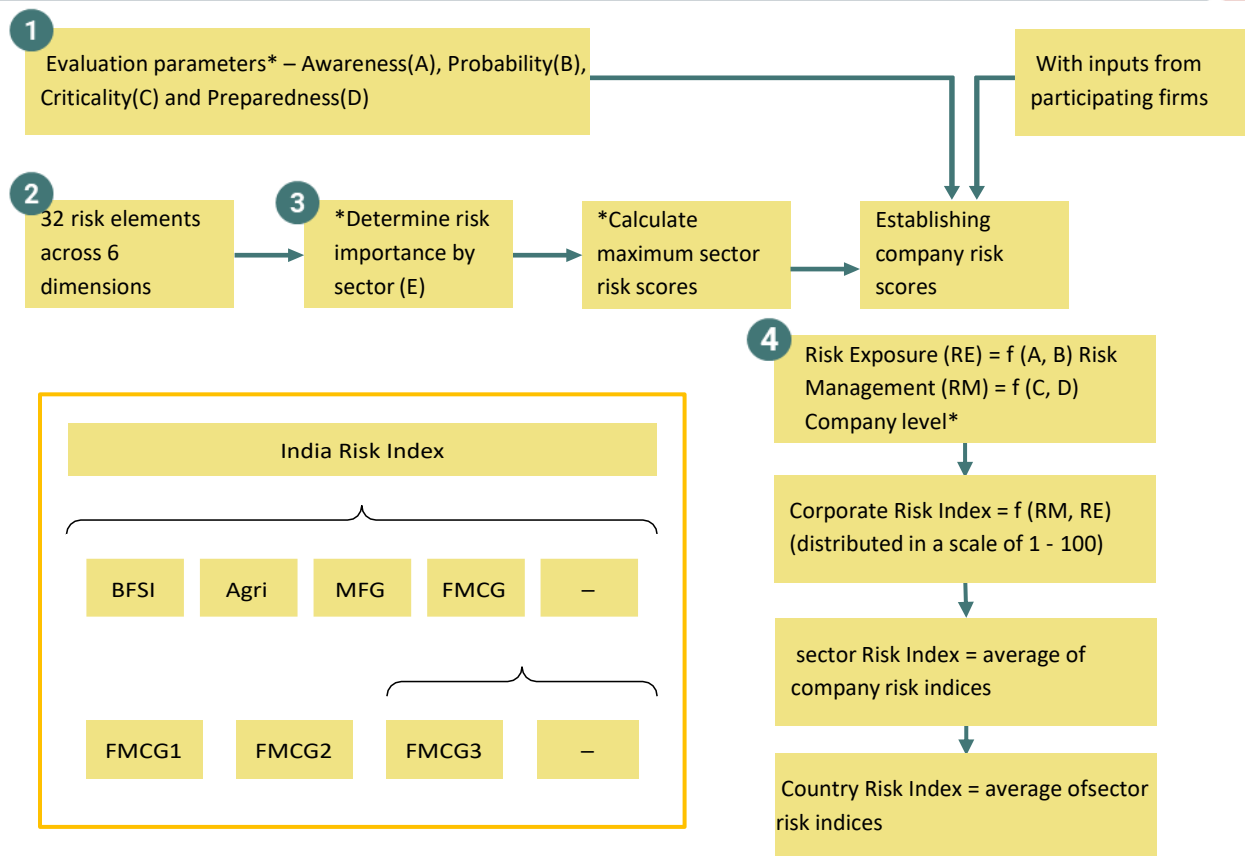 1
Evaluation parameters* – Awareness(A), Probability(B),
Criticality(C) and Preparedness(D)
With inputs from
participating firms
2
32 risk elements
across 6
dimensions
3
*Determine risk
importance by
sector (E)
*Calculate
maximum sector
risk scores
Establishing
company risk
scores
4
Risk Exposure (RE) = f (A, B) Risk
Management (RM) = f (C, D)
Company level*
Corporate Risk Index = f (RM, RE)
(distributed in a scale of 1 - 100)
sector Risk Index = average of
company risk indices
Country Risk Index = average ofsector
risk indices
India Risk Index
BFSI
Agri
MFG
FMCG
–
FMCG1
FMCG2
FMCG3
–